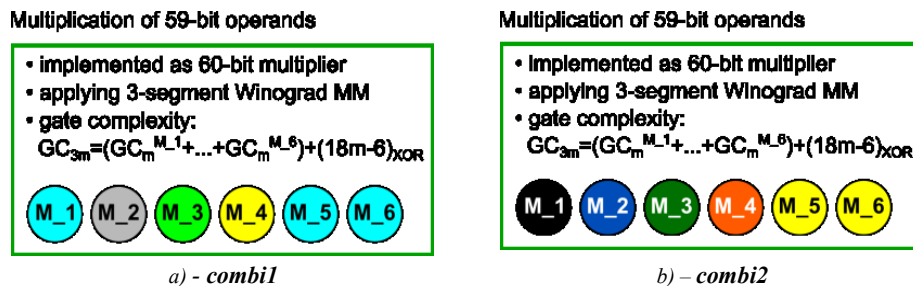 Multiplication of 59-bit operands
• implemented as 60-bit multiplier
• applying 3-segment Winograd MM
• gate complexity:
GC3m=(GCmM_1+...+GCmM_6)+(18m-6)XOR
M_1 M_2 M_3 M_4 M_5 M_6
a) - combi1
Multiplication of 59-bit operands
• implemented as 60-bit multiplier
• applying 3-segment Winograd MM
• gate complexity:
GC3m=(GCmM_1+...+GCmM_6)+(18m-6)XOR
M_1 M_2 M_3 M_4 M_5 M_6
b) – combi2